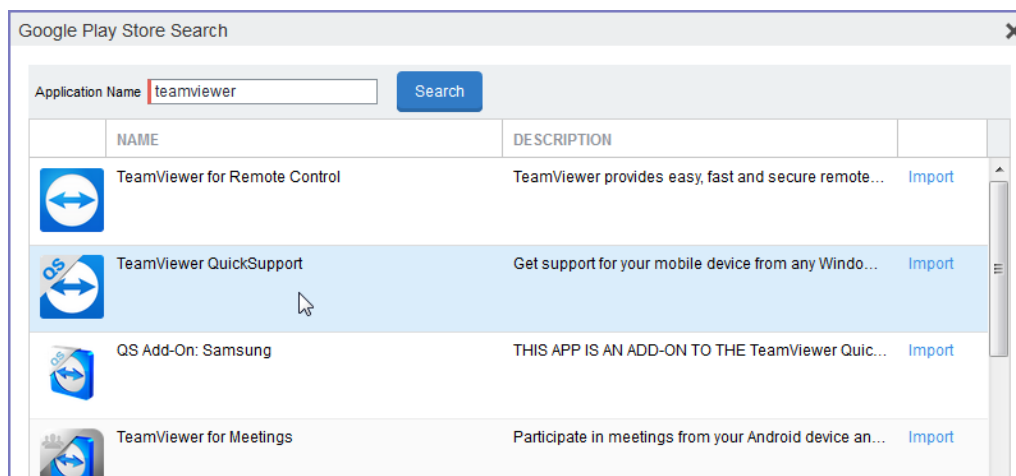 Google Play Store Search
Application Name teamviewer Search
NAME DESCRIPTION
TeamViewer for Remote Control TeamViewer provides easy, fast and secure remote... Import
QS
TeamViewer QuickSupport Get support for your mobile device from any Windo... Import
QS
QS Add-On: Samsung THIS APP IS AN ADD-ON TO THE TeamViewer Quic... Import
TeamViewer for Meetings Participate in meetings from your Android device an... Import